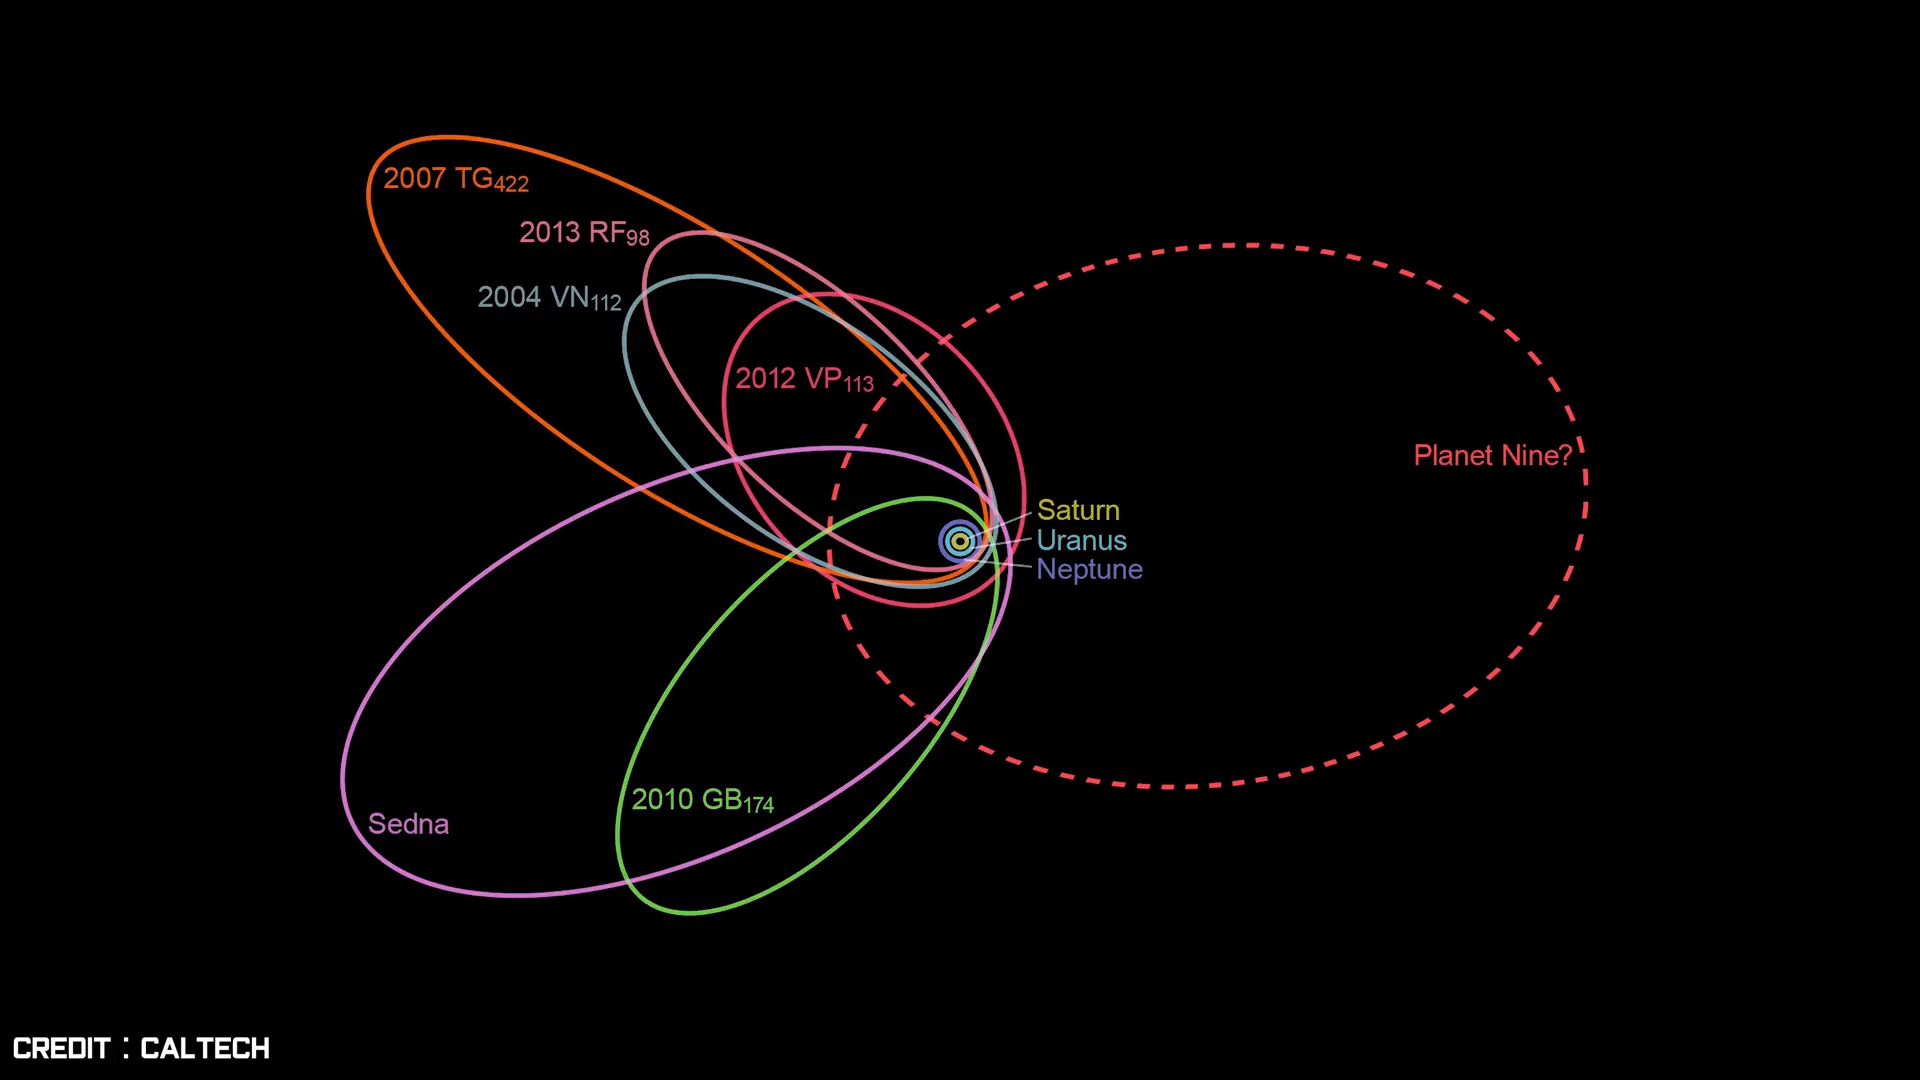 2007 TG422
2013 RF98
2004 VN112
2012 VP113
Planet Nine?
Saturn
Uranus
Neptune
2010 GB174
Sedna
CREDIT : CALTECH